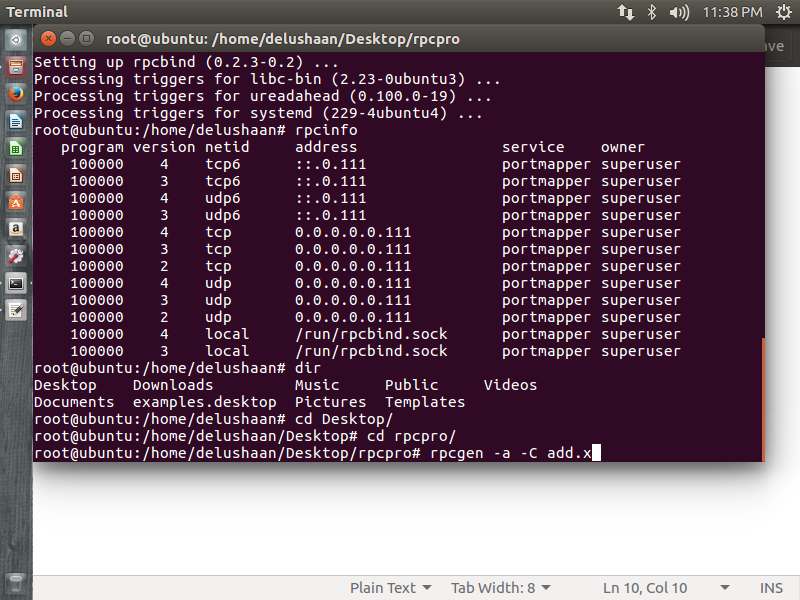 Terminal
11:38 PM
root@ubuntu: /home/delushaan/Desktop/rpcpro
Setting up rpcbind (0.2.3-0.2) ...
Processing triggers for libc-bin (2.23-0ubuntu3) ...
Processing triggers for ureadahead (0.100.0-19) ...
Processing triggers for systemd (229-4ubuntu4) ...
root@ubuntu:/home/delushaan# rpcinfo
   program version netid     address                service    owner
    100000    4    tcp6      ::.0.111               portmapper superuser
    100000    3    tcp6      ::.0.111               portmapper superuser
    100000    4    udp6      ::.0.111               portmapper superuser
    100000    3    udp6      ::.0.111               portmapper superuser
    100000    4    tcp       0.0.0.0.0.111          portmapper superuser
    100000    3    tcp       0.0.0.0.0.111          portmapper superuser
    100000    2    tcp       0.0.0.0.0.111          portmapper superuser
    100000    4    udp       0.0.0.0.0.111          portmapper superuser
    100000    3    udp       0.0.0.0.0.111          portmapper superuser
    100000    2    udp       0.0.0.0.0.111          portmapper superuser
    100000    4    local     /run/rpcbind.sock      portmapper superuser
    100000    3    local     /run/rpcbind.sock      portmapper superuser
root@ubuntu:/home/delushaan# dir
Desktop    Downloads         Music     Public     Videos
Documents  examples.desktop  Pictures  Templates
root@ubuntu:/home/delushaan# cd Desktop/
root@ubuntu:/home/delushaan/Desktop# cd rpcpro/
root@ubuntu:/home/delushaan/Desktop/rpcpro# rpcgen -a -C add.x
Plain Text Tab Width: 8 Ln 10, Col 10 INS